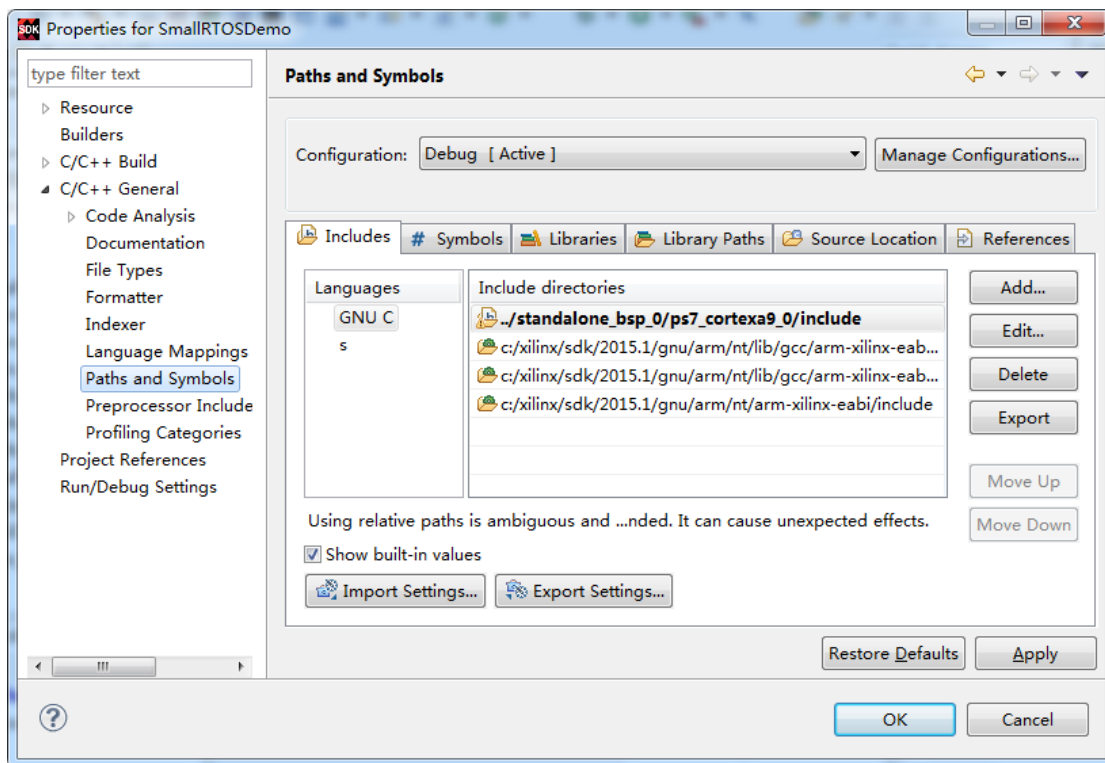 SDK Properties for SmallRTOSDemo
type filter text
Resource
Builders
C/C++ Build
C/C++ General
Code Analysis
Documentation
File Types
Formatter
Indexer
Language Mappings
Paths and Symbols
Preprocessor Include
Profiling Categories
Project References
Run/Debug Settings
Paths and Symbols
Configuration: Debug [ Active ] Manage Configurations...
Includes # Symbols Libraries Library Paths Source Location References
Languages
GNU C
s
Include directories
../standalone_bsp_0/ps7_cortexa9_0/include
c:/xilinx/sdk/2015.1/gnu/arm/nt/lib/gcc/arm-xilinx-eab...
c:/xilinx/sdk/2015.1/gnu/arm/nt/lib/gcc/arm-xilinx-eab...
c:/xilinx/sdk/2015.1/gnu/arm/nt/arm-xilinx-eabi/include
Add...
Edit...
Delete
Export
Move Up
Move Down
Using relative paths is ambiguous and ...nded. It can cause unexpected effects.
Show built-in values
Import Settings... Export Settings...
Restore Defaults Apply
? OK Cancel